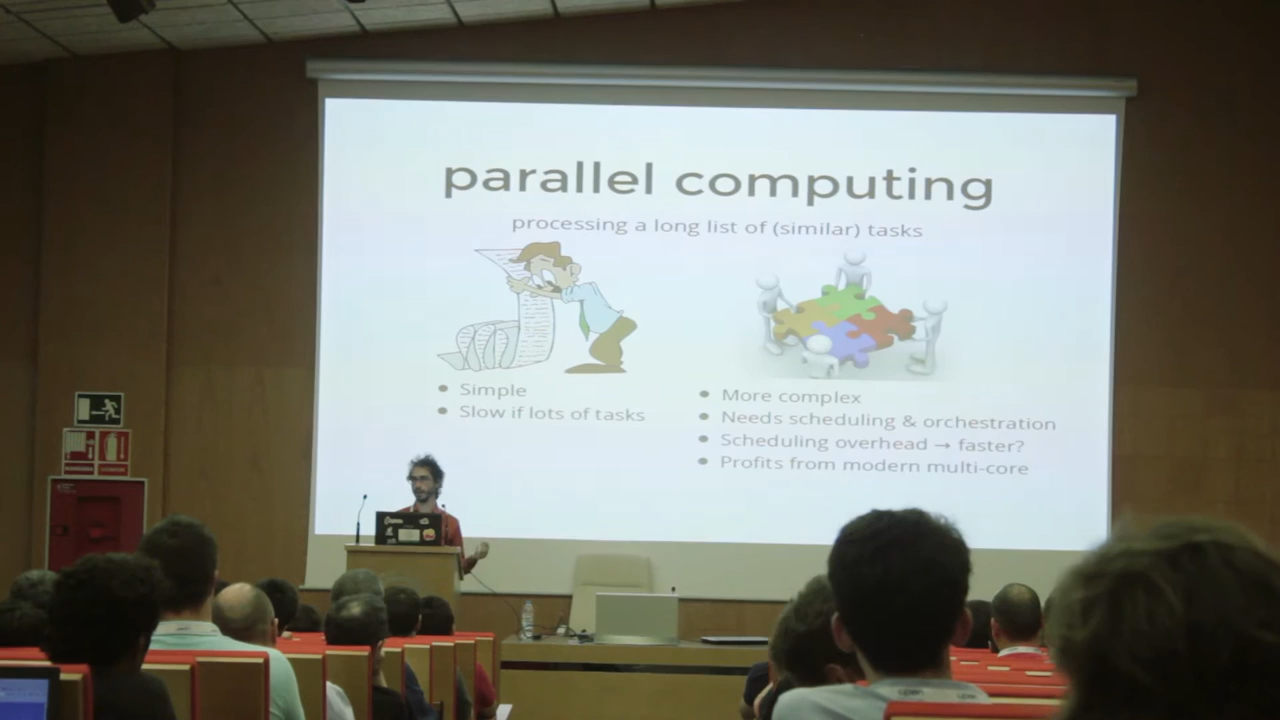 parallel computing
processing a long list of (similar) tasks
● Simple
● Slow if lots of tasks
● More complex
● Needs scheduling & orchestration
● Scheduling overhead → faster?
● Profits from modern multi-core